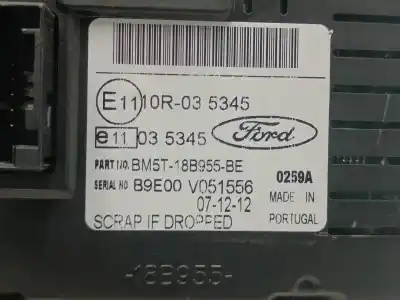 E11 10R-03 5345
e11 03 5345
Ford
PART NO. BM5T-18B955-BE
SERIAL NO B9E00 V051556
07-12-12
0259A
MADE IN
PORTUGAL
SCRAP IF DROPPED
-18B955-